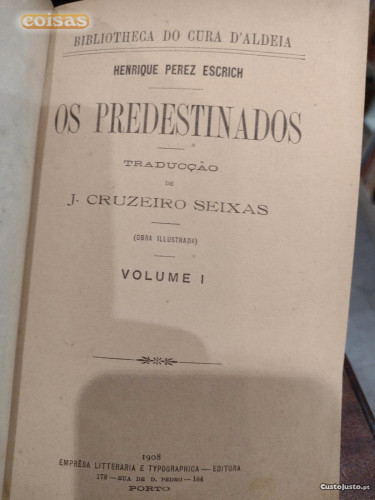 coisas
BIBLIOTHECA DO CURA D'ALDEIA
HENRIQUE PEREZ ESCRICH
OS PREDESTINADOS
TRADUCÇÃO
DE
J. CRUZEIRO SEIXAS
(OBRA ILLUSTRADA)
VOLUME I
1908
EMPRÊSA LITTERARIA E TYPOGRAPHICA — EDITORA
178 — RUA DE D. PEDRO — 184
PORTO
CustoJusto.pt